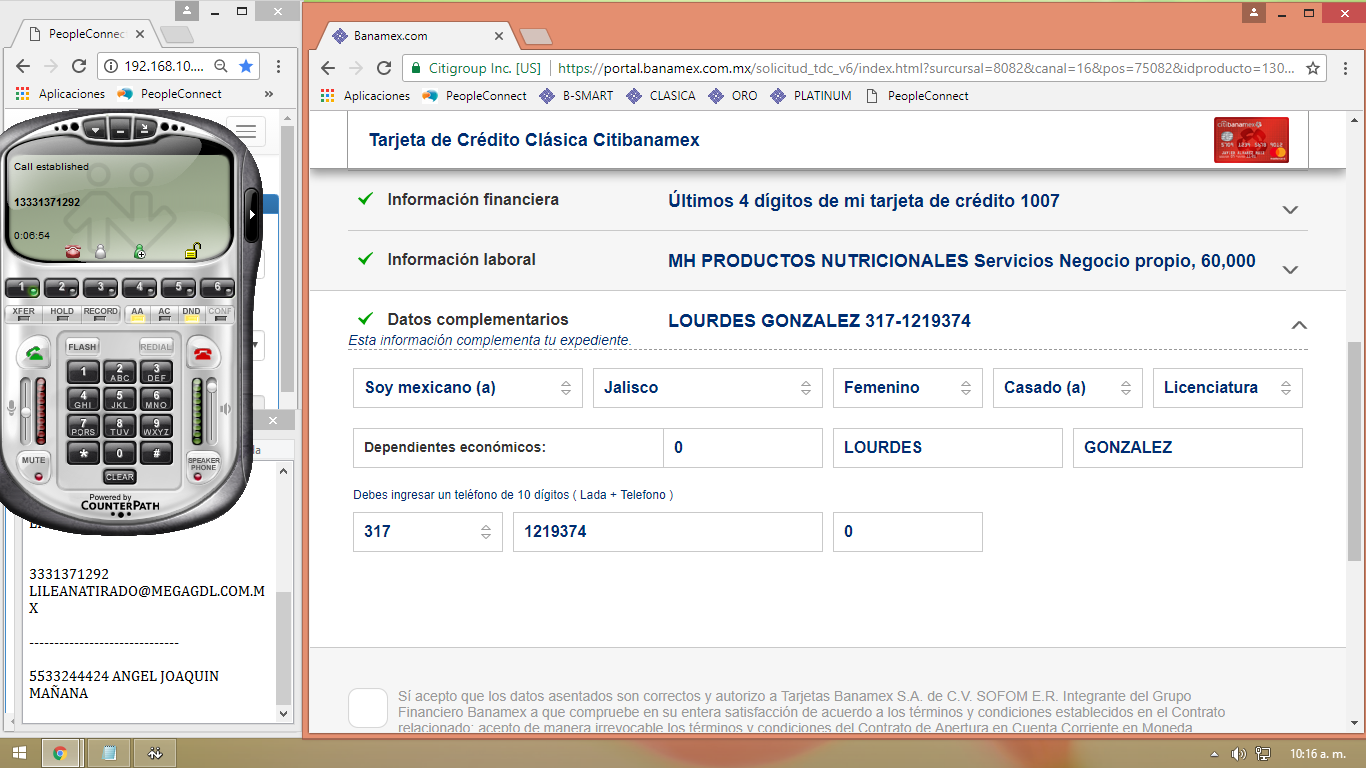 PeopleConnec
192.168.10....
Aplicaciones
PeopleConnect
»
Call established
13331371292
0:06:54
1 2 3 4 5 6
XFER HOLD RECORD AA AC DND CONF
FLASH REDIAL
1 2 ABC 3 DEF
4 GHI 5 JKL 6 MNO
7 PQRS 8 TUV 9 WXYZ
* 0 #
MUTE CLEAR SPEAKER PHONE
Powered by
COUNTERPATH
3331371292
LILEANATIRADO@MEGAGDL.COM.M
X
------------------------------
5533244424 ANGEL JOAQUIN
MAÑANA
Banamex.com
Citigroup Inc. [US] https://portal.banamex.com.mx/solicitud_tdc_v6/index.html?sursursal=8082&canal=16&pos=75082&idproducto=130...
Aplicaciones PeopleConnect B-SMART CLASICA ORO PLATINUM PeopleConnect
Tarjeta de Crédito Clásica Citibanamex
citibanamex
Información financiera Últimos 4 dígitos de mi tarjeta de crédito 1007
Información laboral MH PRODUCTOS NUTRICIONALES Servicios Negocio propio, 60,000
Datos complementarios LOURDES GONZALEZ 317-1219374
Esta información complementa tu expediente.
Soy mexicano (a) Jalisco Femenino Casado (a) Licenciatura
Dependientes económicos: 0 LOURDES GONZALEZ
Debes ingresar un teléfono de 10 dígitos ( Lada + Telefono )
317 1219374 0
Sí acepto que los datos asentados son correctos y autorizo a Tarjetas Banamex S.A. de C.V. SOFOM E.R. Integrante del Grupo
Financiero Banamex a que compruebe en su entera satisfacción de acuerdo a los términos y condiciones establecidos en el Contrato
relacionado; acepto de manera irrevocable los términos y condiciones del Contrato de Apertura en Cuenta Corriente en Moneda
10:16 a. m.